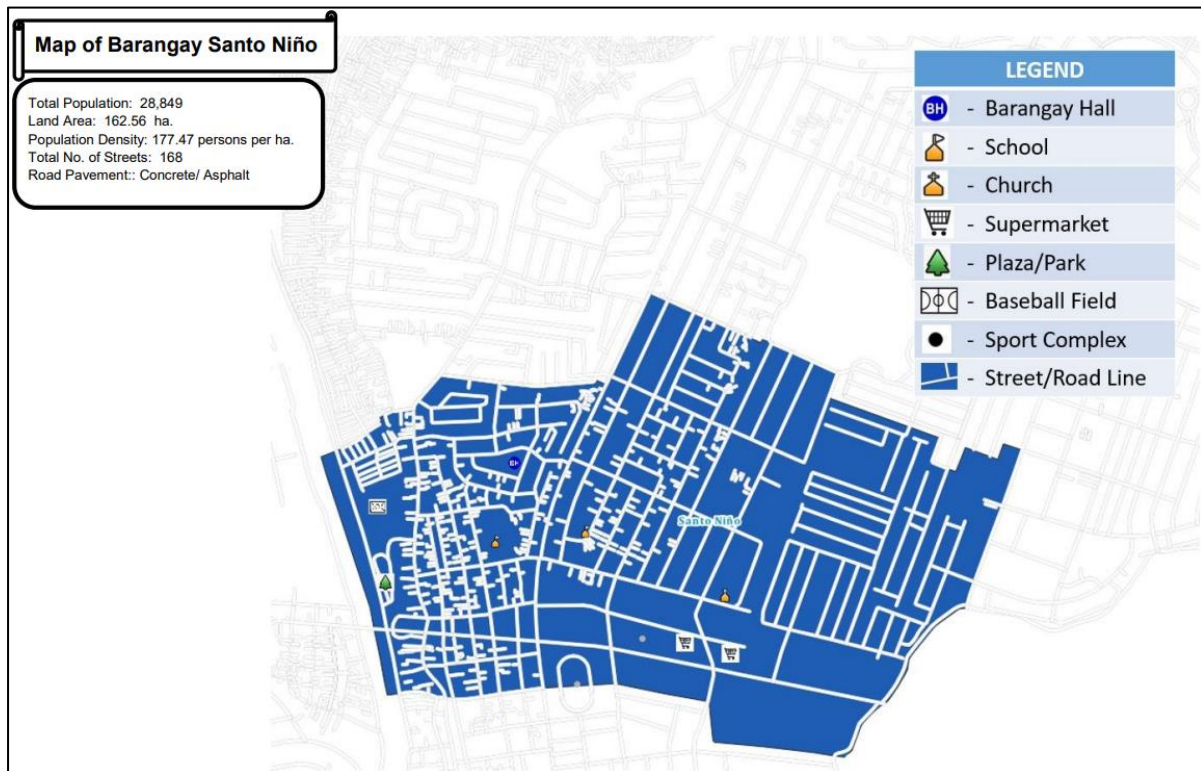 Map of Barangay Santo Niño
Total Population: 28,849
Land Area: 162.56 ha.
Population Density: 177.47 persons per ha.
Total No. of Streets: 168
Road Pavement:: Concrete/ Asphalt
LEGEND
BH - Barangay Hall
- School
- Church
- Supermarket
- Plaza/Park
- Baseball Field
- Sport Complex
- Street/Road Line
BH
Santo Niño